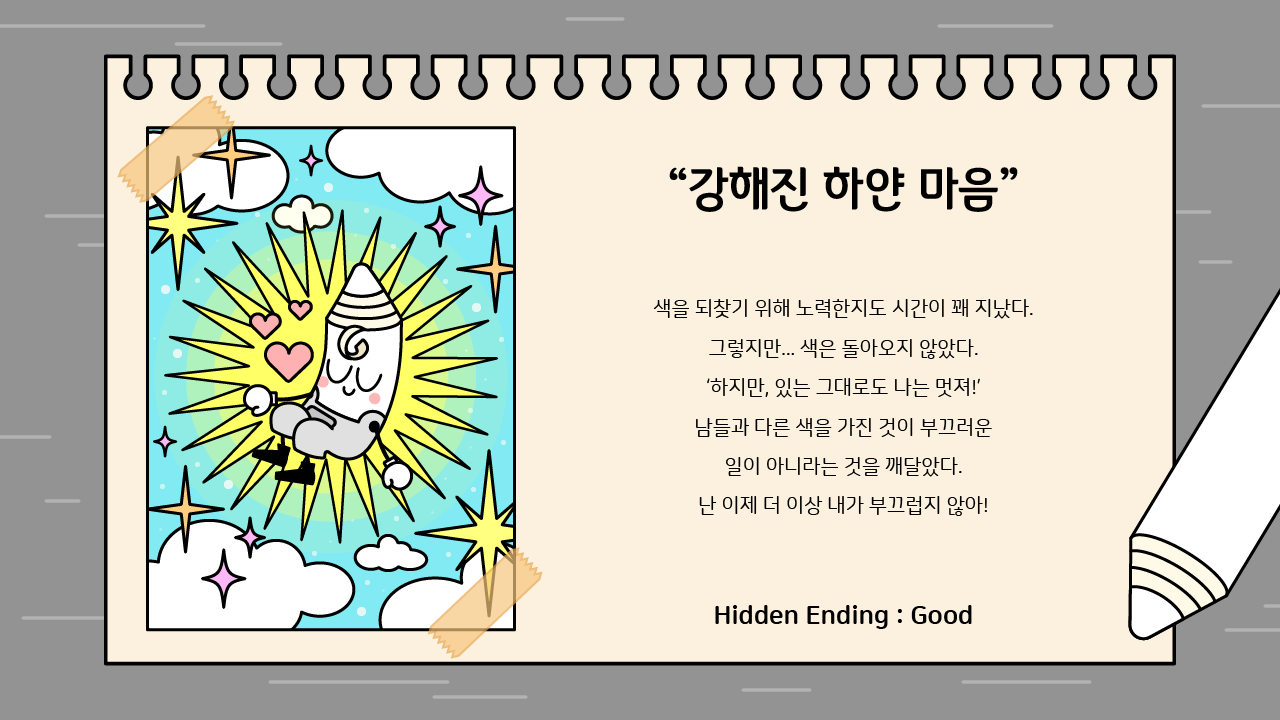 “강해진 하얀 마음”
색을 되찾기 위해 노력한지도 시간이 꽤 지났다.
그렇지만... 색은 돌아오지 않았다.
‘하지만, 있는 그대로도 나는 멋져!’
남들과 다른 색을 가진 것이 부끄러운
일이 아니라는 것을 깨달았다.
난 이제 더 이상 내가 부끄럽지 않아!
Hidden Ending : Good